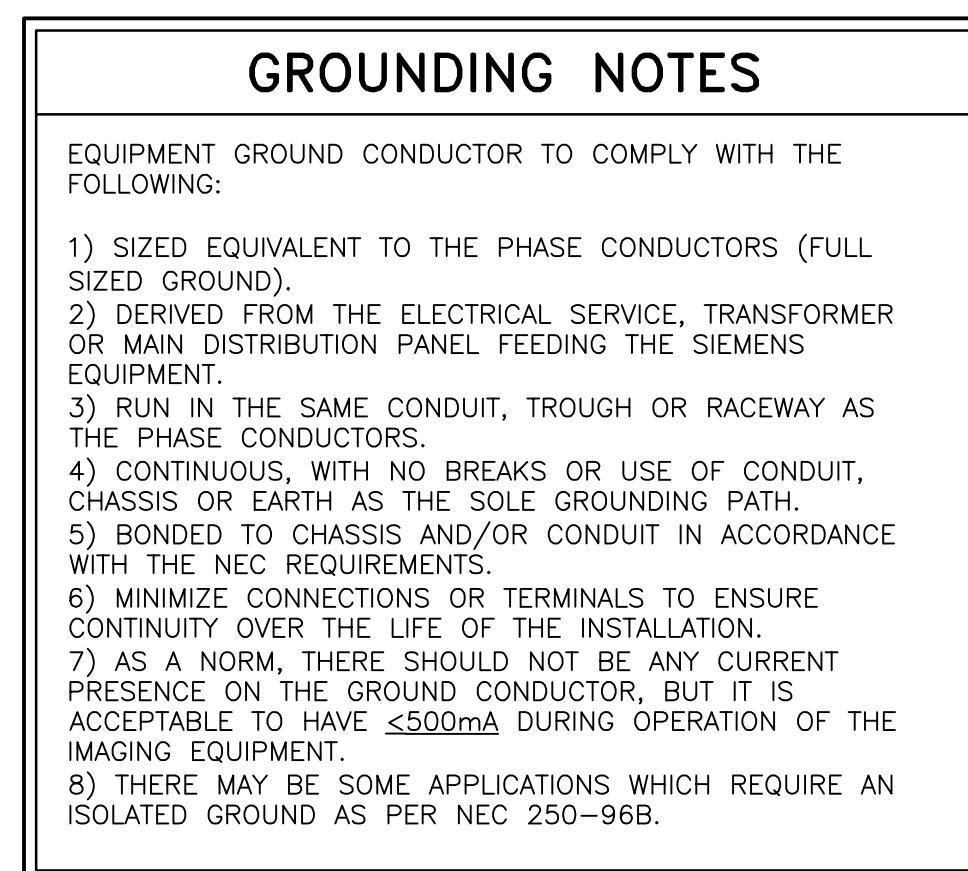 GROUNDING NOTES
EQUIPMENT GROUND CONDUCTOR TO COMPLY WITH THE
FOLLOWING:
1) SIZED EQUIVALENT TO THE PHASE CONDUCTORS (FULL
SIZED GROUND).
2) DERIVED FROM THE ELECTRICAL SERVICE, TRANSFORMER
OR MAIN DISTRIBUTION PANEL FEEDING THE SIEMENS
EQUIPMENT.
3) RUN IN THE SAME CONDUIT, TROUGH OR RACEWAY AS
THE PHASE CONDUCTORS.
4) CONTINUOUS, WITH NO BREAKS OR USE OF CONDUIT,
CHASSIS OR EARTH AS THE SOLE GROUNDING PATH.
5) BONDED TO CHASSIS AND/OR CONDUIT IN ACCORDANCE
WITH THE NEC REQUIREMENTS.
6) MINIMIZE CONNECTIONS OR TERMINALS TO ENSURE
CONTINUITY OVER THE LIFE OF THE INSTALLATION.
7) AS A NORM, THERE SHOULD NOT BE ANY CURRENT
PRESENCE ON THE GROUND CONDUCTOR, BUT IT IS
ACCEPTABLE TO HAVE <500mA DURING OPERATION OF THE
IMAGING EQUIPMENT.
8) THERE MAY BE SOME APPLICATIONS WHICH REQUIRE AN
ISOLATED GROUND AS PER NEC 250-96B.